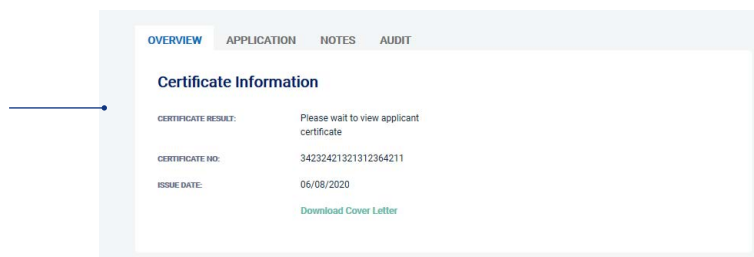 OVERVIEW APPLICATION NOTES AUDIT
Certificate Information
CERTIFICATE RESULT: Please wait to view applicant
certificate
CERTIFICATE NO: 34232421321312364211
ISSUE DATE: 06/08/2020
Download Cover Letter